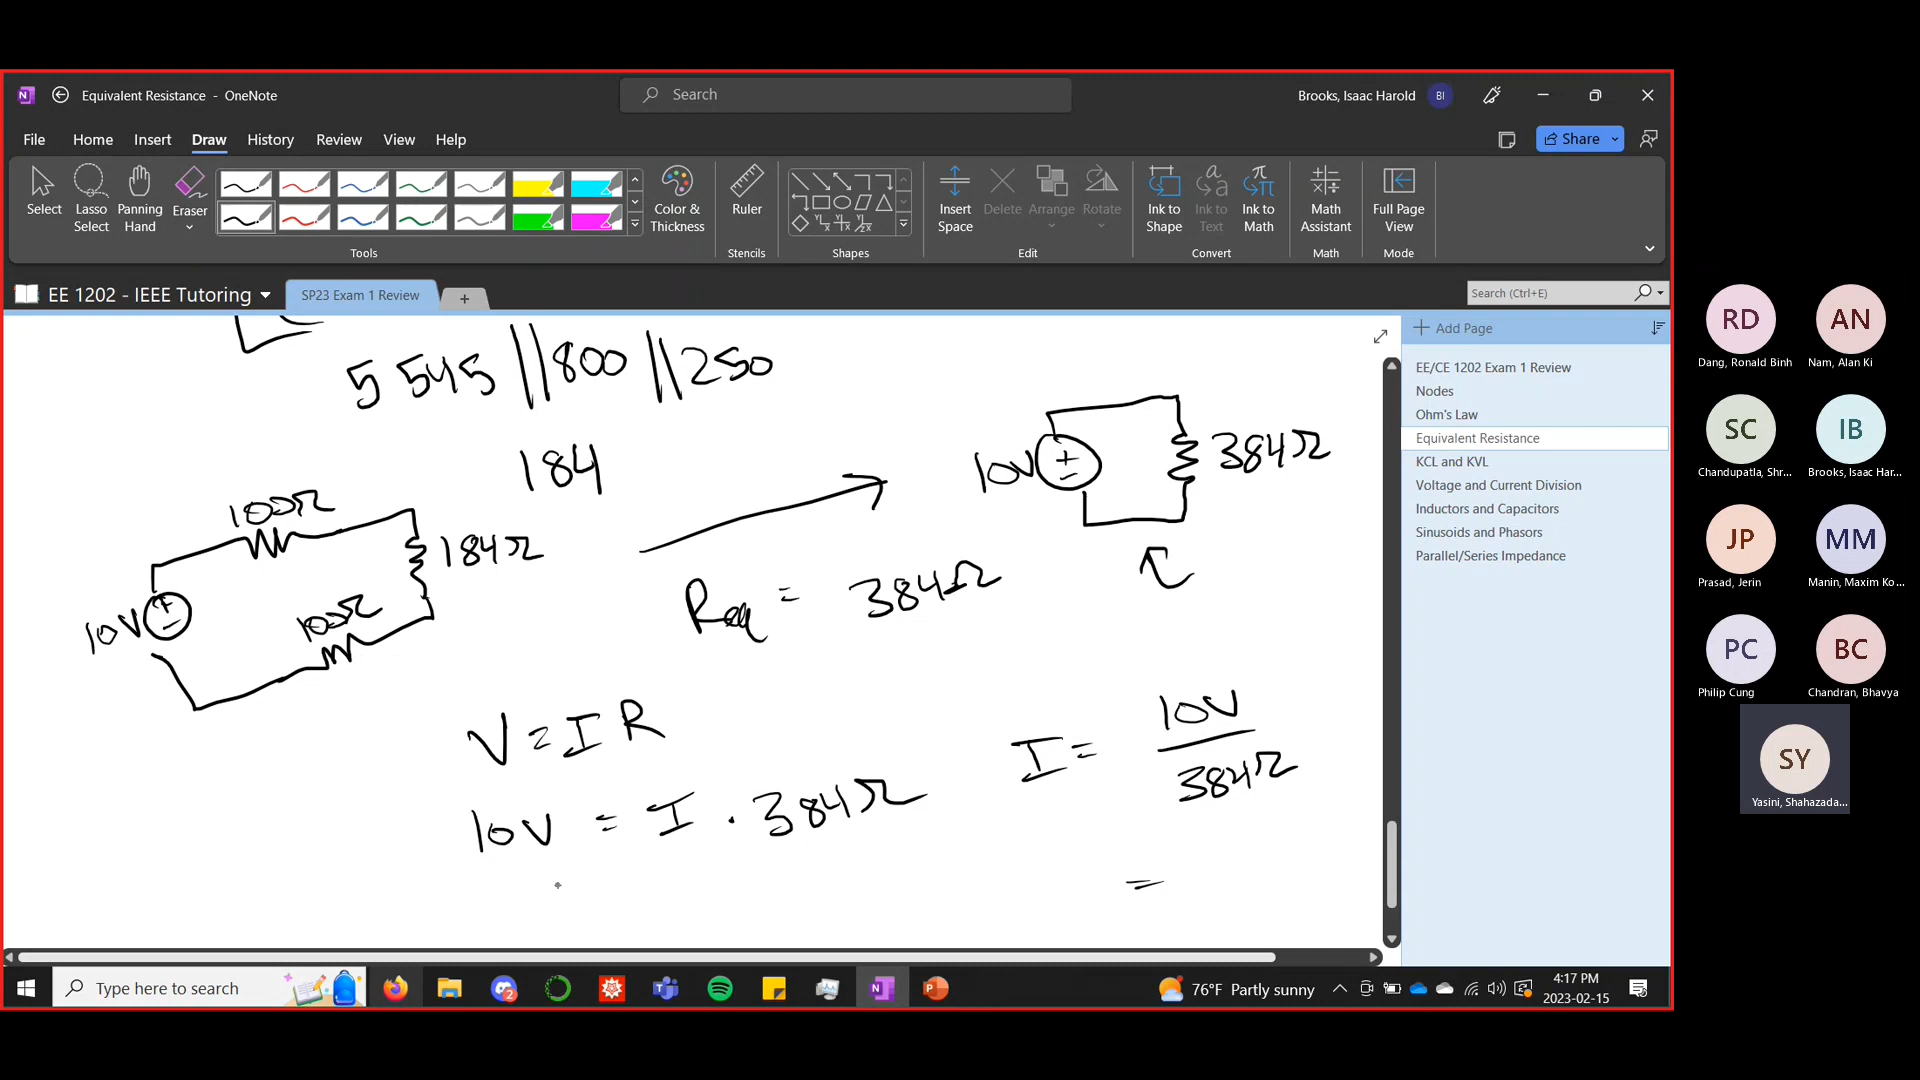 Equivalent Resistance - OneNote
Search
Brooks, Isaac Harold
BI
File Home Insert Draw History Review View Help
Share
Select
Lasso Select
Panning Hand
Eraser
Color & Thickness
Ruler
Insert Space
Delete
Arrange
Rotate
Ink to Shape
Ink to Text
Ink to Math
Math Assistant
Full Page View
Tools
Stencils
Shapes
Edit
Convert
Math
Mode
EE 1202 - IEEE Tutoring
SP23 Exam 1 Review
+
Search (Ctrl+E)
Add Page
EE/CE 1202 Exam 1 Review
Nodes
Ohm's Law
Equivalent Resistance
KCL and KVL
Voltage and Current Division
Inductors and Capacitors
Sinusoids and Phasors
Parallel/Series Impedance
5 545 || 800 || 250
184
100Ω
184Ω
10V
+
-
100Ω
Req = 384Ω
10V
+
-
384Ω
V = I R
10V = I · 384Ω
I = 10V
384Ω
=
RD
Dang, Ronald Binh
AN
Nam, Alan Ki
SC
Chandupatla, Shr...
IB
Brooks, Isaac Har...
JP
Prasad, Jerin
MM
Manin, Maxim Ko...
PC
Philip Cung
BC
Chandran, Bhavya
SY
Yasini, Shahazada...
Type here to search
2
76°F Partly sunny
4:17 PM
2023-02-15